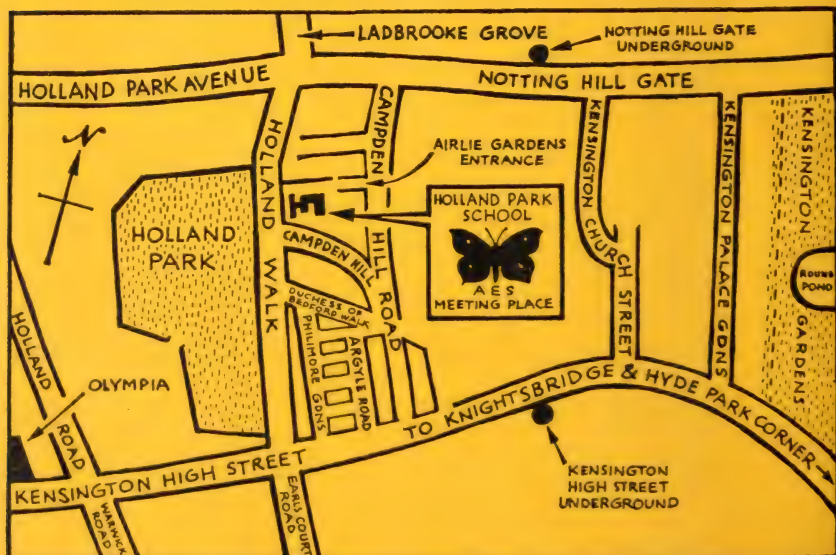 LADBROOKE GROVE
NOTTING HILL GATE
UNDERGROUND
HOLLAND PARK AVENUE
NOTTING HILL GATE
N
HOLLAND WALK
CAMPDEN HILL ROAD
AIRLIE GARDENS
ENTRANCE
HOLLAND PARK
SCHOOL
A E S
MEETING PLACE
HOLLAND
PARK
CAMPDEN HILL
DUCHESS OF
BEDFORD WALK
PHILIMORE GDNS
ARGYLE ROAD
KENSINGTON CHURCH STREET
KENSINGTON PALACE GDNS
KENSINGTON GARDENS
ROUND
POND
HOLLAND ROAD
OLYMPIA
KENSINGTON HIGH STREET
TO KNIGHTSBRIDGE & HYDE PARK CORNER
WARWICK
ROAD
EARLS COURT
ROAD
KENSINGTON
HIGH STREET
UNDERGROUND